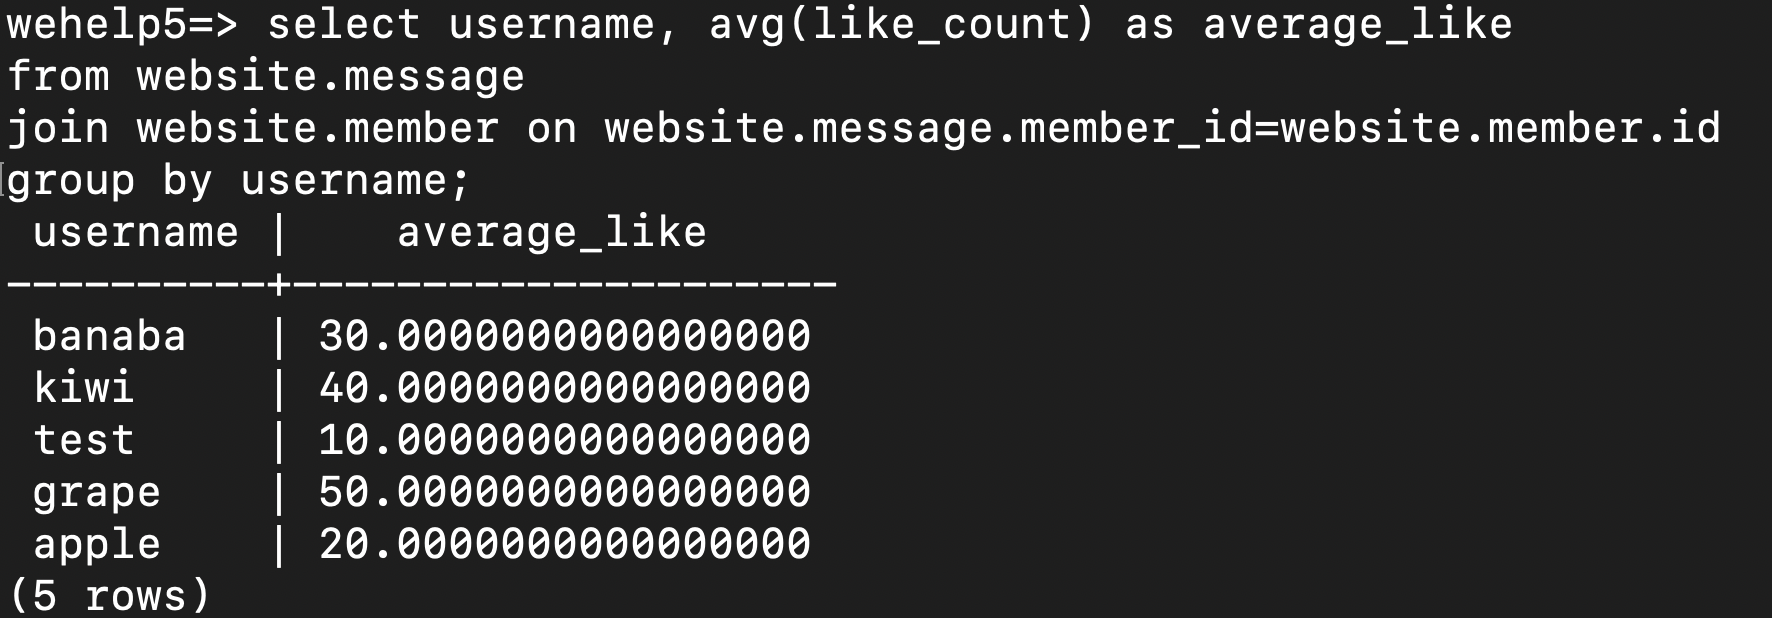 wehelp5=> select username, avg(like_count) as average_like
from website.message
join website.member on website.message.member_id=website.member.id
group by username;
 username |    average_like
----------+---------------------
 banaba   | 30.0000000000000000
 kiwi     | 40.0000000000000000
 test     | 10.0000000000000000
 grape    | 50.0000000000000000
 apple    | 20.0000000000000000
(5 rows)